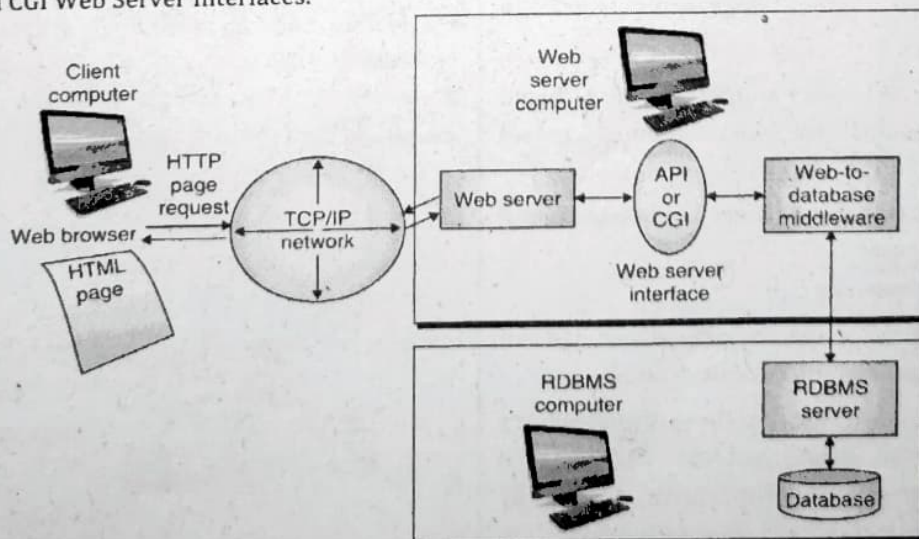 CGI Web Server Interfaces.
Client
computer
HTTP
page
request
Web browser
HTML
page
TCP/IP
network
Web
server
computer
Web server
API
or
CGI
Web server
interface
Web-to-
database
middleware
RDBMS
computer
RDBMS
server
Database